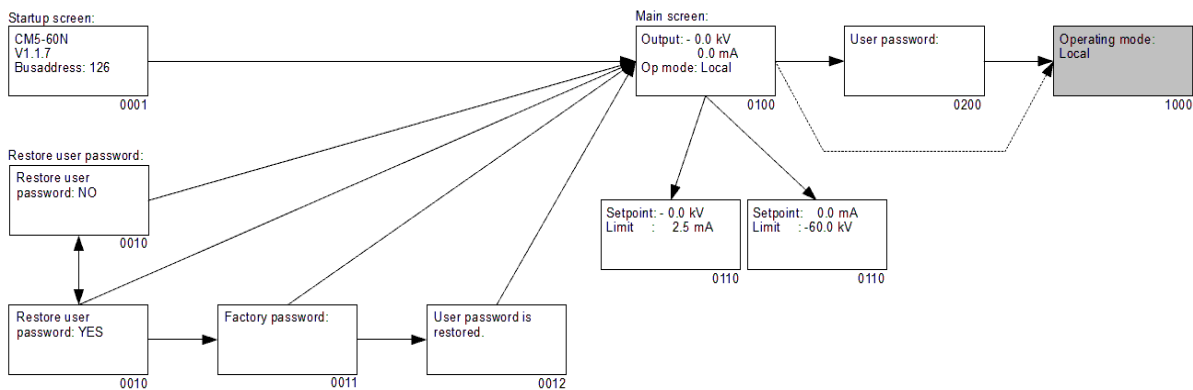 Startup screen:
CM5-60N
V1.1.7
Busaddress: 126
0001
Main screen:
Output: - 0.0 kV
0.0 mA
Op mode: Local
0100
User password:
0200
Operating mode:
Local
1000
Restore user password:
Restore user
password: NO
0010
Setpoint: - 0.0 kV
Limit : 2.5 mA
0110
Setpoint: 0.0 mA
Limit : -60.0 kV
0110
Restore user
password: YES
0010
Factory password:
0011
User password is
restored.
0012